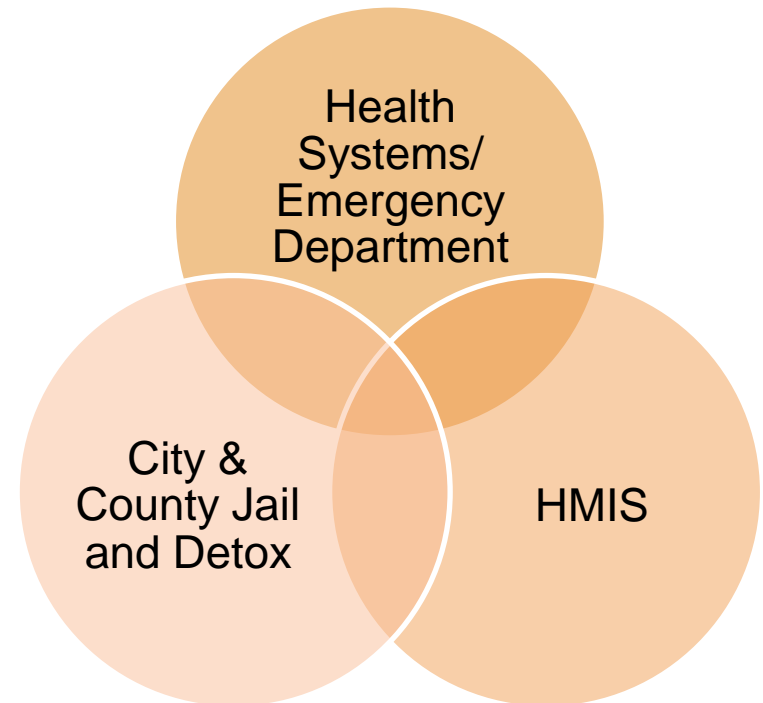 Health
Systems/
Emergency
Department
City &
County Jail
and Detox
HMIS